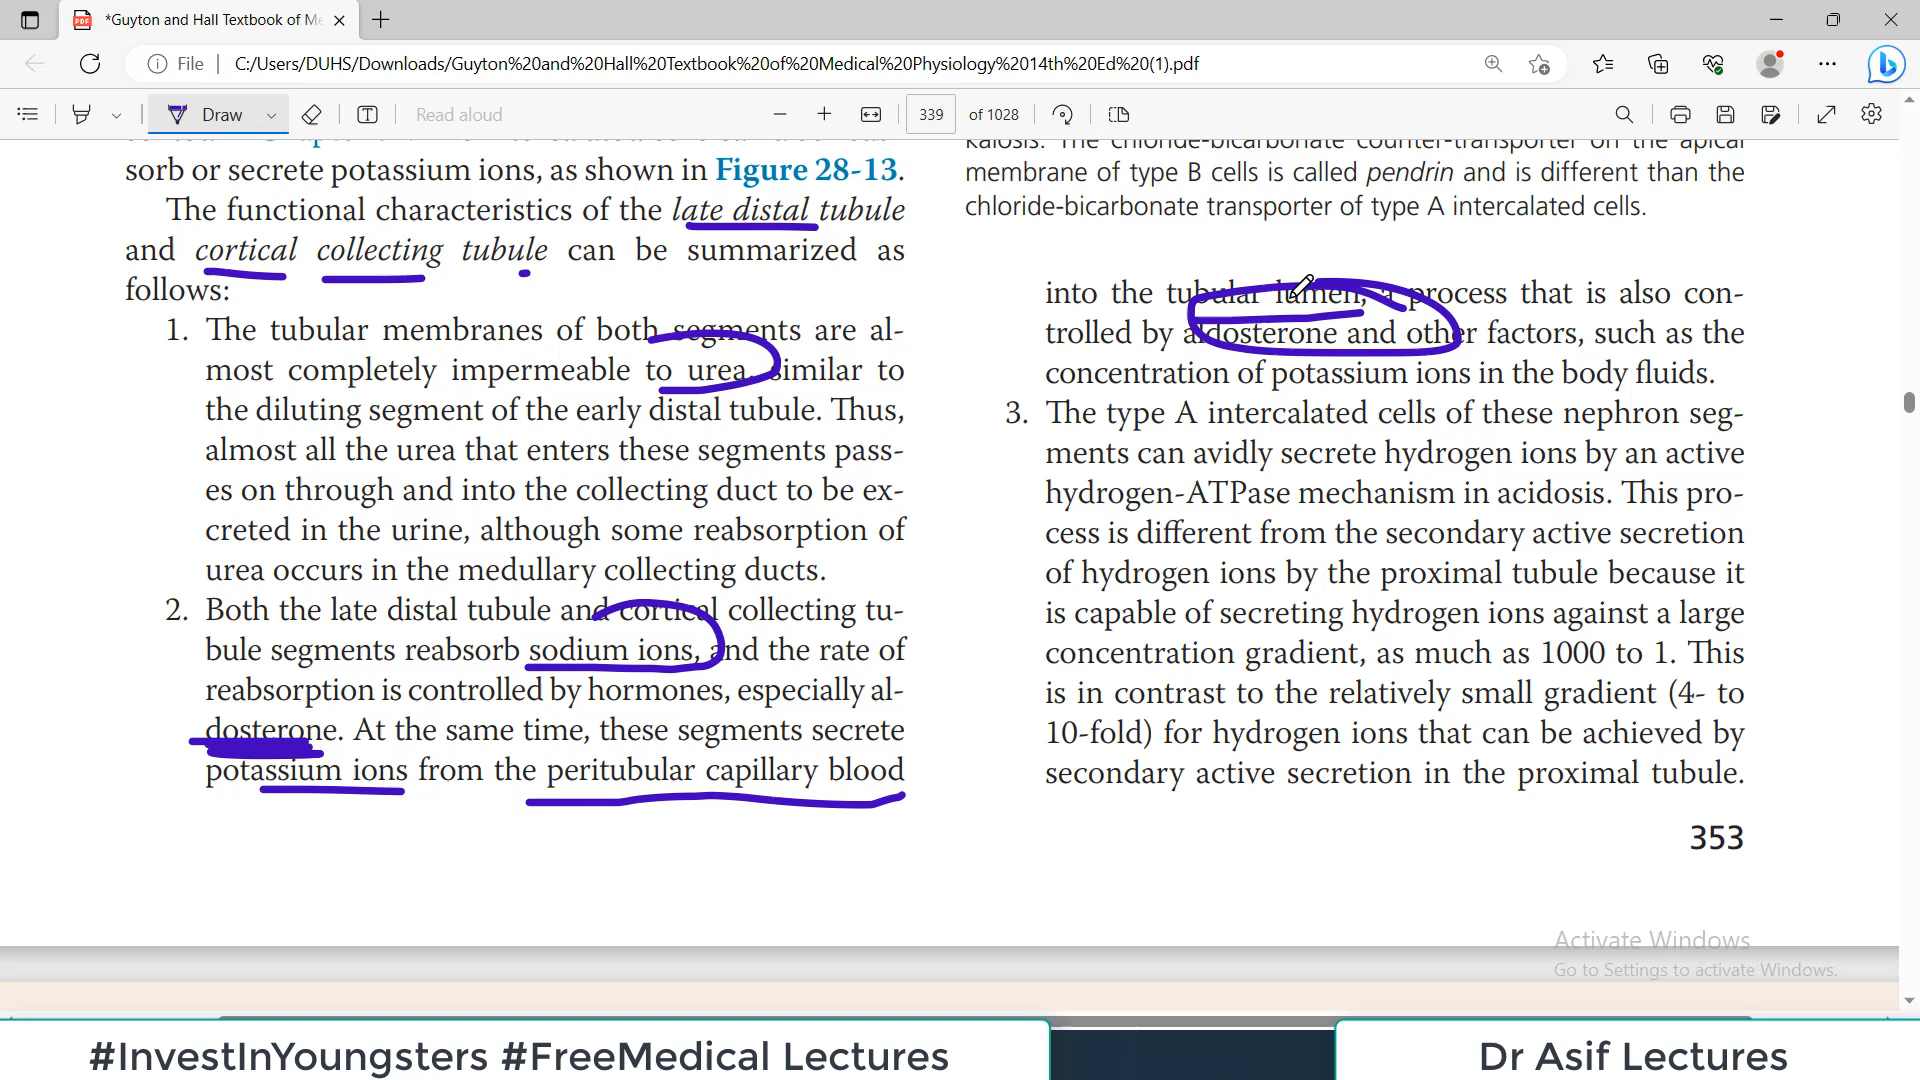 *Guyton and Hall Textbook of Me
File
C:/Users/DUHS/Downloads/Guyton%20and%20Hall%20Textbook%20of%20Medical%20Physiology%2014th%20Ed%20(1).pdf
Draw
Read aloud
339 of 1028
sorb or secrete potassium ions, as shown in Figure 28-13.
The functional characteristics of the late distal tubule
and cortical collecting tubule can be summarized as
follows:
1. The tubular membranes of both segments are al-
most completely impermeable to urea, similar to
the diluting segment of the early distal tubule. Thus,
almost all the urea that enters these segments pass-
es on through and into the collecting duct to be ex-
creted in the urine, although some reabsorption of
urea occurs in the medullary collecting ducts.
2. Both the late distal tubule and cortical collecting tu-
bule segments reabsorb sodium ions, and the rate of
reabsorption is controlled by hormones, especially al-
dosterone. At the same time, these segments secrete
potassium ions from the peritubular capillary blood
kalosis. The chloride-bicarbonate counter-transporter on the apical
membrane of type B cells is called pendrin and is different than the
chloride-bicarbonate transporter of type A intercalated cells.
into the tubular lumen, a process that is also con-
trolled by aldosterone and other factors, such as the
concentration of potassium ions in the body fluids.
3. The type A intercalated cells of these nephron seg-
ments can avidly secrete hydrogen ions by an active
hydrogen-ATPase mechanism in acidosis. This pro-
cess is different from the secondary active secretion
of hydrogen ions by the proximal tubule because it
is capable of secreting hydrogen ions against a large
concentration gradient, as much as 1000 to 1. This
is in contrast to the relatively small gradient (4- to
10-fold) for hydrogen ions that can be achieved by
secondary active secretion in the proximal tubule.
353
Activate Windows
Go to Settings to activate Windows.
#InvestInYoungsters #FreeMedical Lectures
Dr Asif Lectures